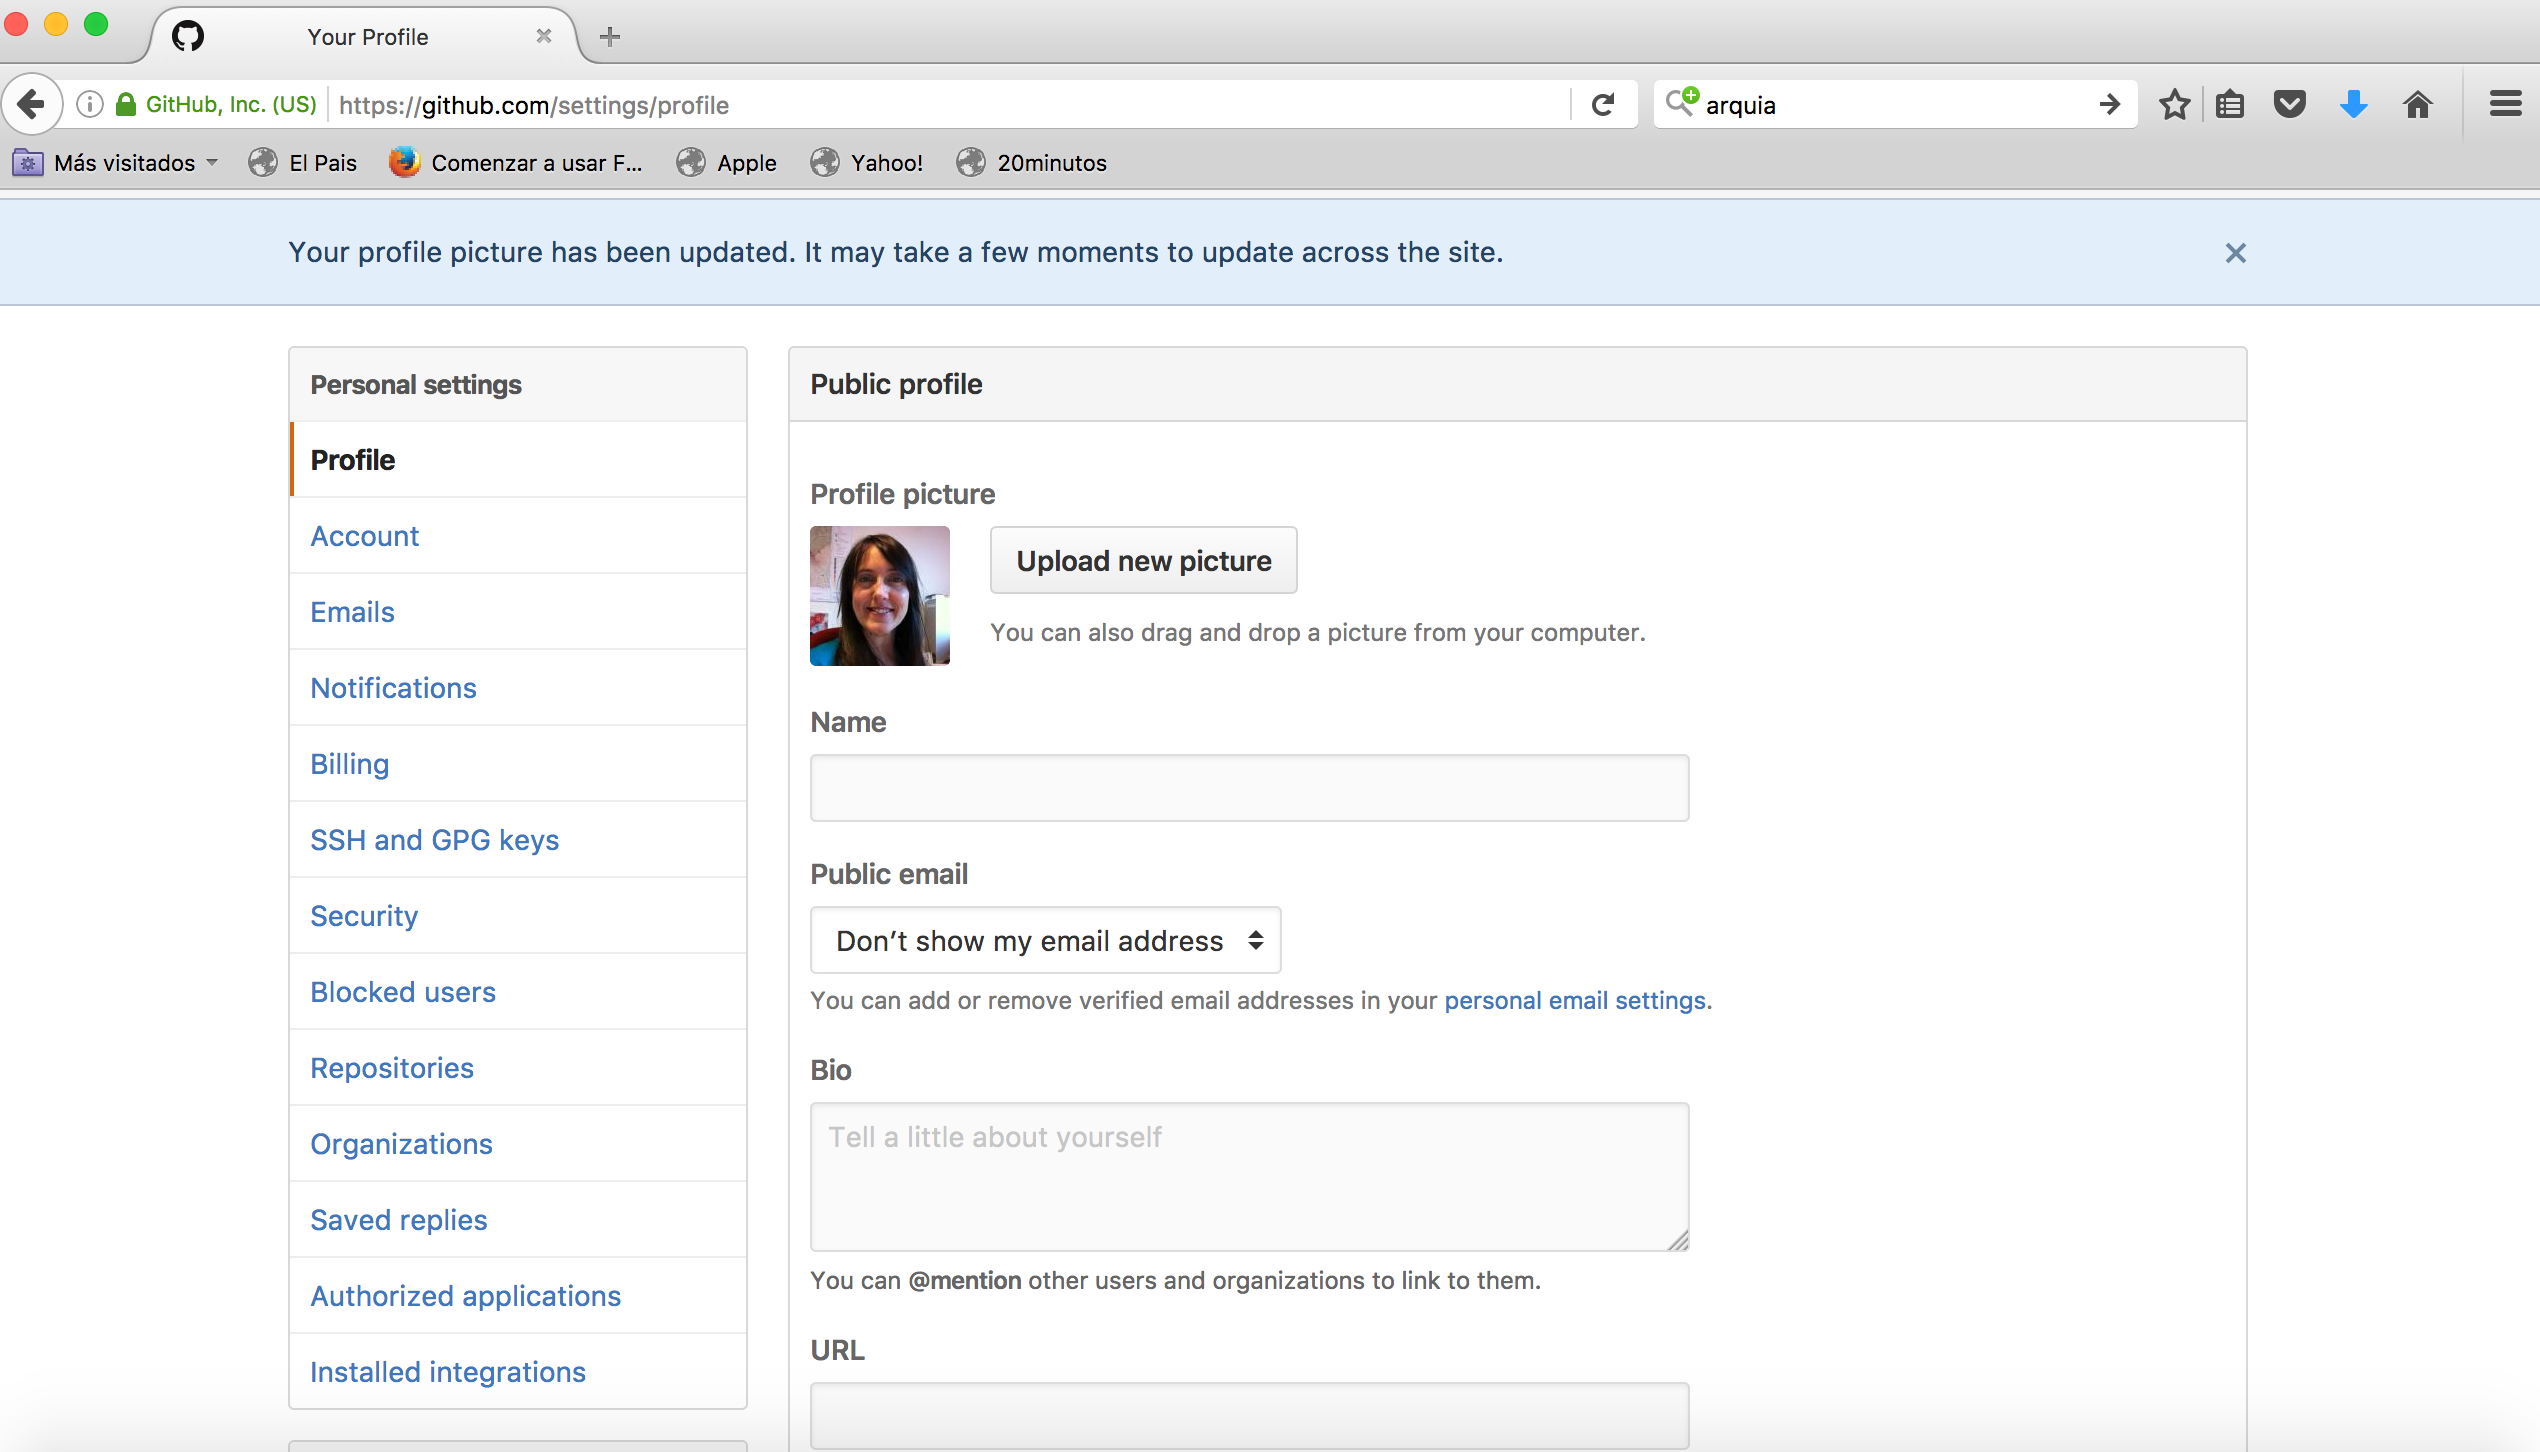 Your Profile
GitHub, Inc. (US) https://github.com/settings/profile arquia
Más visitados El Pais Comenzar a usar F... Apple Yahoo! 20minutos
Your profile picture has been updated. It may take a few moments to update across the site.
Personal settings
Profile
Account
Emails
Notifications
Billing
SSH and GPG keys
Security
Blocked users
Repositories
Organizations
Saved replies
Authorized applications
Installed integrations
Public profile
Profile picture
Upload new picture
You can also drag and drop a picture from your computer.
Name
Public email
Don’t show my email address
You can add or remove verified email addresses in your personal email settings.
Bio
Tell a little about yourself
You can @mention other users and organizations to link to them.
URL